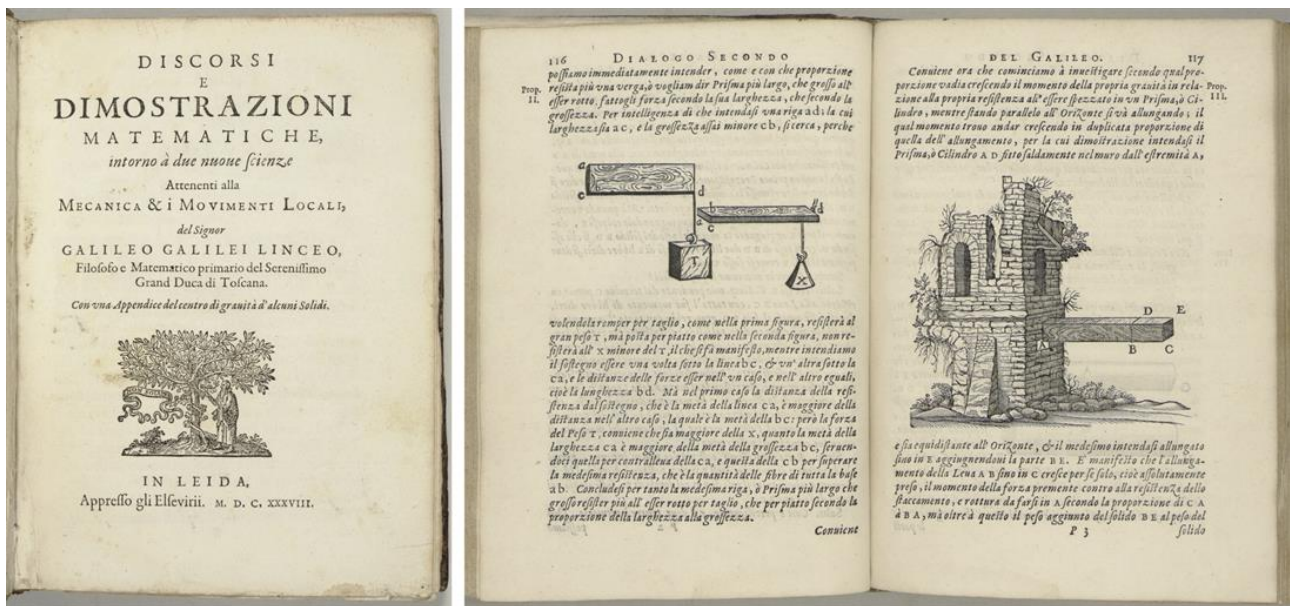 DISCORSI
E
DIMOSTRAZIONI
MATEMATICHE,
intorno à due nuoue ſcienze
Attenenti alla
MECANICA & i MOVIMENTI LOCALI,
del Signor
GALILEO GALILEI LINCEO,
Filoſofo e Matematico primario del Sereniſſimo
Grand Duca di Toſcana.
Con vna Appendice del centro di grauità d'alcuni Solidi.
IN LEIDA,
Appreſſo gli Elſevirii. M. D. C. XXXVIII.
116 DIALOGO SECONDO
poſſiamo immediatamente intender, come e con che proporzione
Prop. II.
reſiſta più vna verga, ò vogliam dir Priſma più largo, che groſſo all'
eſſer rotto, fattogli forza ſecondo la ſua larghezza, che ſecondo la
groſſezza. Per intelligenza di che intendaſi vna riga ad; la cui
larghezza ſia ac, e la groſſezza aſſai minore cb, ſi cerca, perche
a
e d
b d
a
c
T
X
volendola romper per taglio, come nella prima figura, reſiſterà al
gran peſo T, mà poſta per piatto come nella ſeconda figura, non re-
ſiſterà all' X minore del T, il che ſi fà manifeſto, mentre intendiamo
il ſoſtegno eſſere vna volta ſotto la linea bc, & vn' altra ſotto la
ca, e le diſtanze delle forze eſſer nell' vn caſo, e nell' altro eguali,
cioè la lunghezza bd. Mà nel primo caſo la diſtanza della reſi-
ſtenza dal ſoſtegno, che è la metà della linea ca, è maggiore della
diſtanza nell' altro caſo, la quale è la metà della bc: però la forza
del Peſo T, conuiene che ſia maggiore della X, quanto la metà della
larghezza ca è maggiore della metà della groſſezza bc, ſeruen-
doci quella per contralleua della ca, e queſta della cb per ſuperare
la medeſima reſiſtenza, che è la quantità delle fibre di tutta la baſe
ab. Concludeſi per tanto la medeſima riga, ò Priſma più largo che
groſſo reſiſter più all' eſſer rotto per taglio, che per piatto ſecondo la
proporzione della larghezza alla groſſezza.
Conuient
DEL GALILEO. 117
Conuiene ora che cominciamo à inueſtigare ſecondo qual pro-
porzione vadia creſcendo il momento della propria grauità in rela-
Prop. III.
zione alla propria reſiſtenza all' eſſere ſpezzato in vn Priſma, ò Ci-
lindro, mentre ſtando parallelo all' Orizonte ſi và allungando; il
qual momento trouo andar creſcendo in duplicata proporzione di
quella dell' allungamento, per la cui dimoſtrazione intendaſi il
Priſma, ò Cilindro A D fitto ſaldamente nel muro dall' eſtremità A,
D E
A B C
e ſia equidiſtante all' Orizonte, & il medeſimo intendaſi allungato
ſino in E aggiugnendoni la parte B E. E' manifeſto che l' allunga-
mento della Leua A B ſino in C creſce per ſe ſolo, cioè aſſolutamente
preſo, il momento della forza premente contro alla reſiſtenza dello
ſtaccamento, e rottura da farſi in A ſecondo la proporzione di C A
à B A, mà oltre à queſto il peſo aggiunto del ſolido B E al peſo del
P 3 ſolido